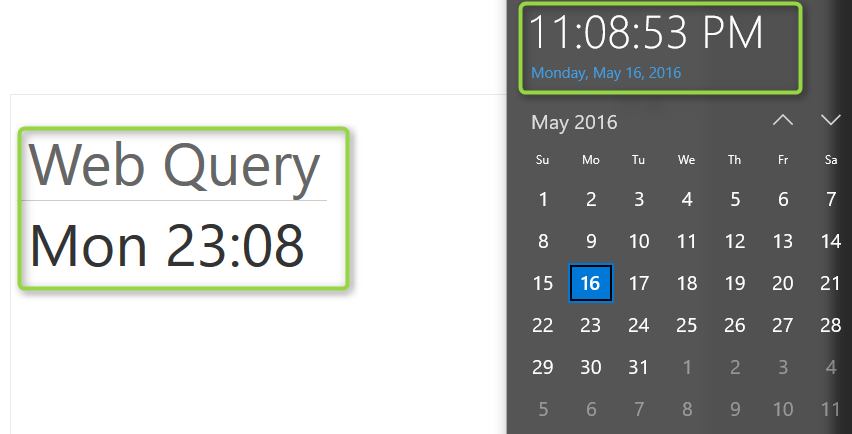 Web Query
Mon 23:08
11:08:53 PM
Monday, May 16, 2016
May 2016
Su Mo Tu We Th Fr Sa
1 2 3 4 5 6 7
8 9 10 11 12 13 14
15 16 17 18 19 20 21
22 23 24 25 26 27 28
29 30 31 1 2 3 4
5 6 7 8 9 10 11